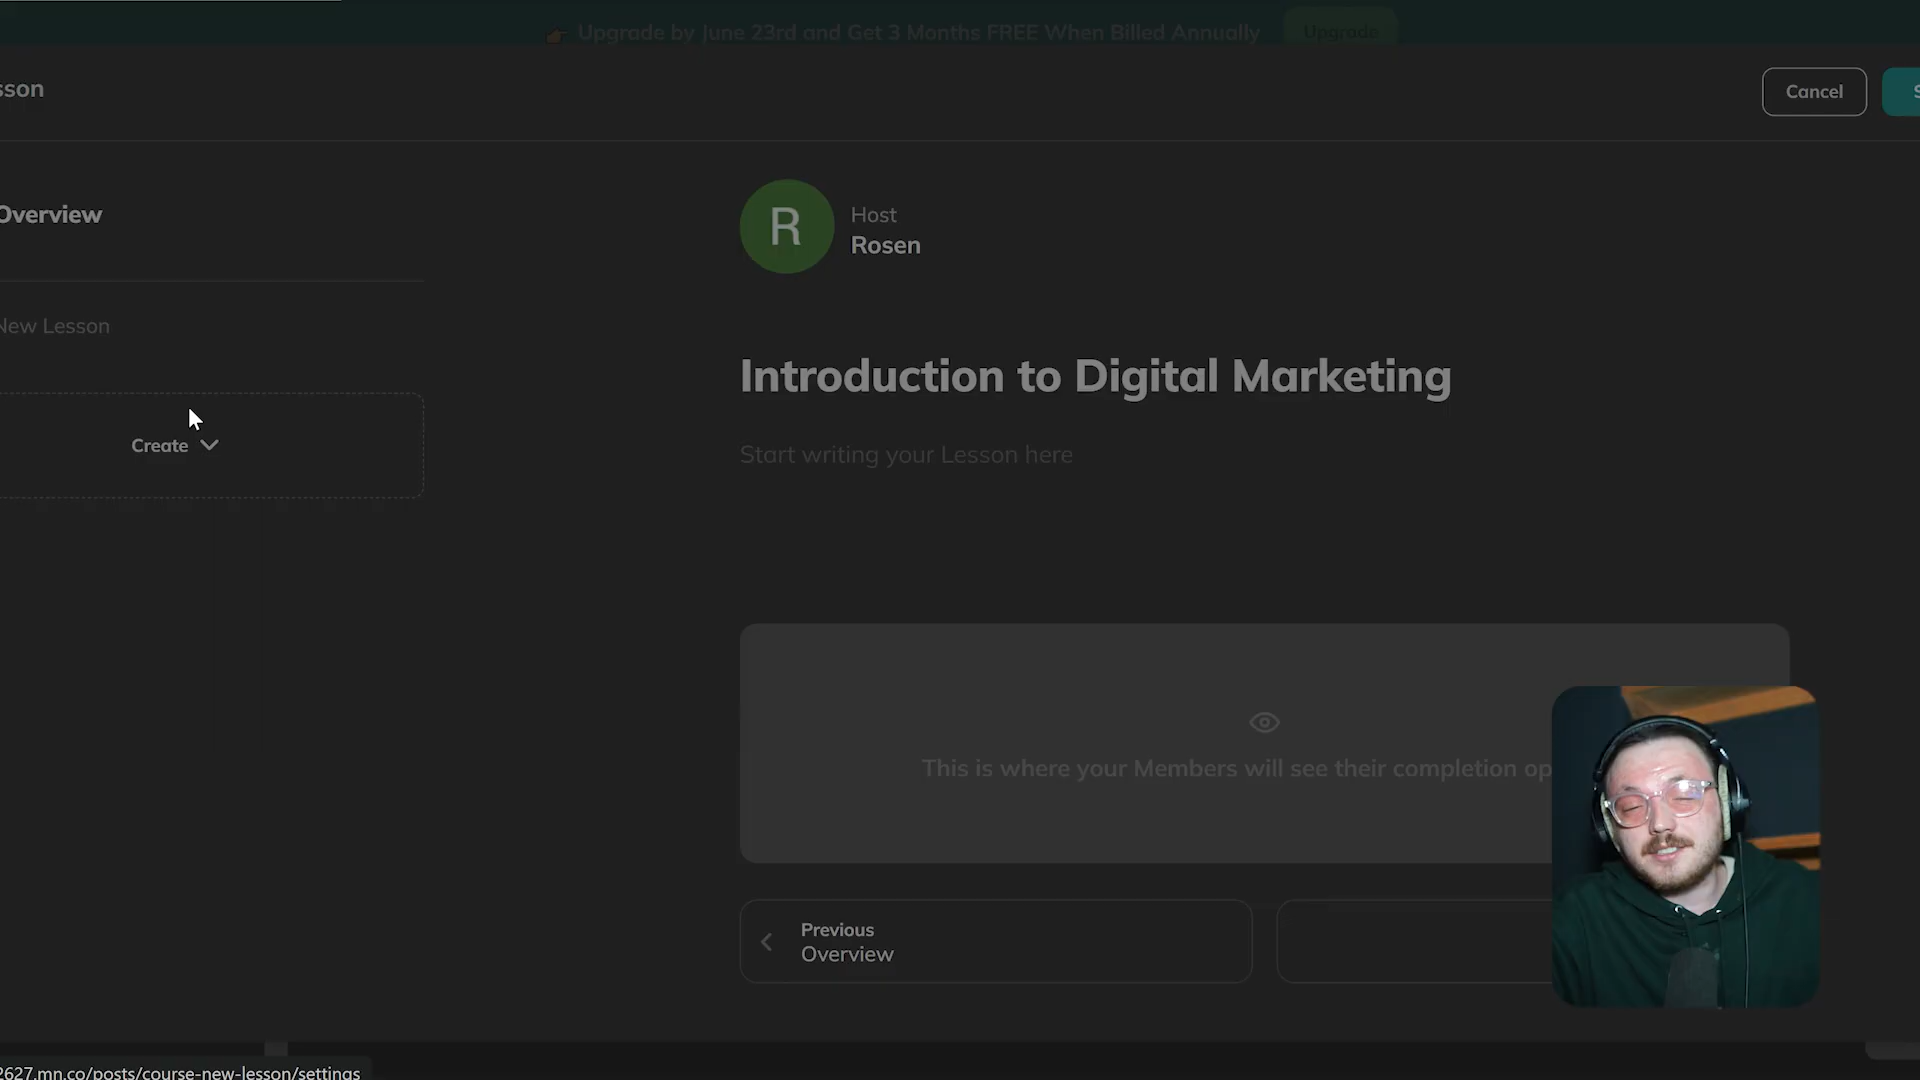 Upgrade by June 23rd and Get 3 Months FREE When Billed Annually
Upgrade
sson
Cancel
S
Overview
R
Host
Rosen
New Lesson
Introduction to Digital Marketing
Create
Start writing your Lesson here
This is where your Members will see their completion op
Previous
Overview
2627.mn.co/posts/course-new-lesson/settings